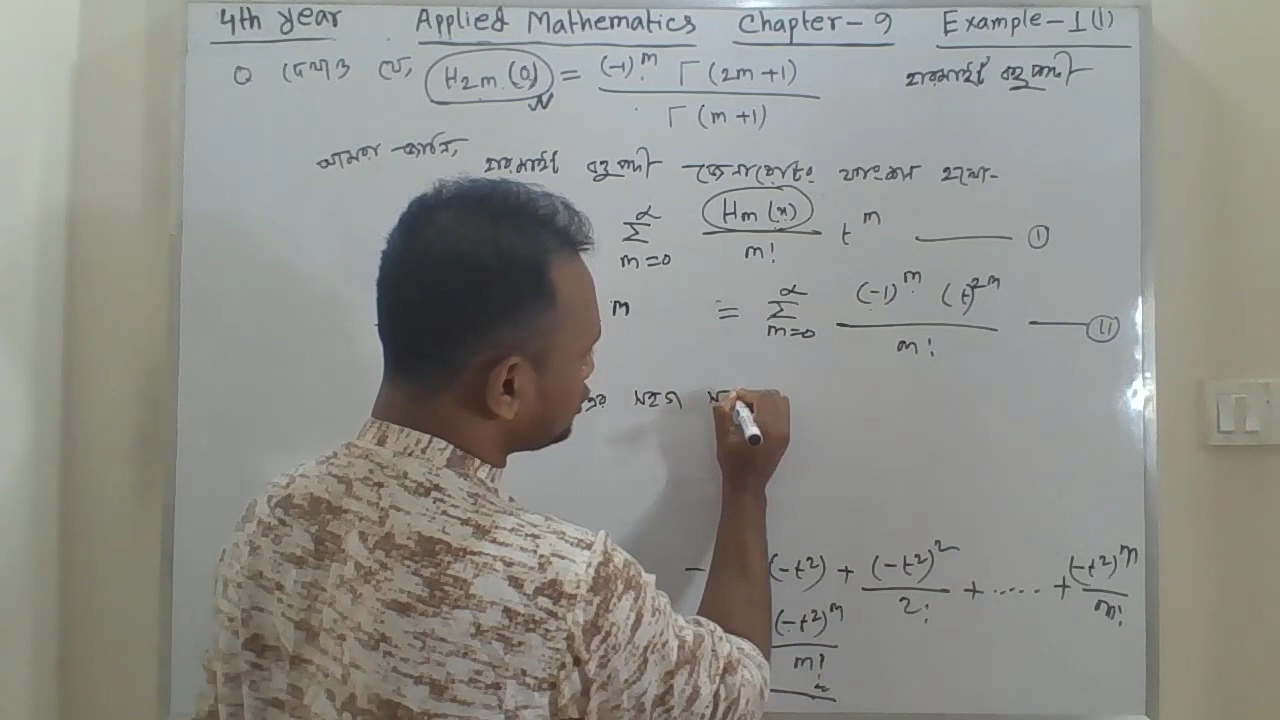 4th year Applied Mathematics Chapter-9 Example-1(i)
০ দেখাও যে, H₂ₘ(0) = (-1)^m Γ(2m+1) / Γ(m+1) হারমাইট বহুপদী
আমরা জানি, হারমাইট বহুপদী জেনারেটিং ফাংশন হলো-
Σ_{m=0}^{α} Hm(x)/m! t^m ——— (i)
m = Σ_{m=0}^{α} (-1)^m (t)^{2m} / m! ——— (ii)
সহগ
(-t²) + (-t²)²/2! + ..... + (-t²)^m/m!
(-t²)^m/m!